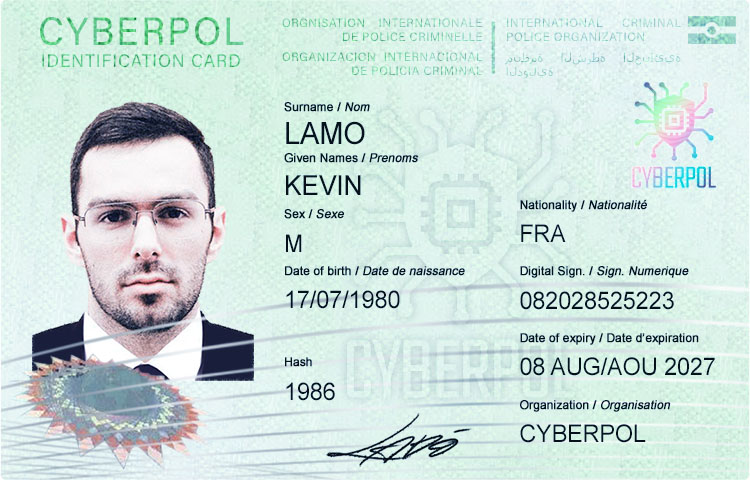 CYBERPOL
IDENTIFICATION CARD
ORGNISATION INTERNATIONALE
DE POLICE CRIMINELLE
ORGANIZACION INTERNACIONAL
DE POLICIA CRIMINAL
INTERNATIONAL CRIMINAL
POLICE ORGANIZATION
CYBERPOL
Surname / Nom
LAMO
Given Names / Prenoms
KEVIN
Sex / Sexe
M
Date of birth / Date de naissance
17/07/1980
Hash
1986
Nationality / Nationalité
FRA
Digital Sign. / Sign. Numerique
082028525223
Date of expiry / Date d'expiration
08 AUG/AOU 2027
Organization / Organisation
CYBERPOL
CYBERPOL